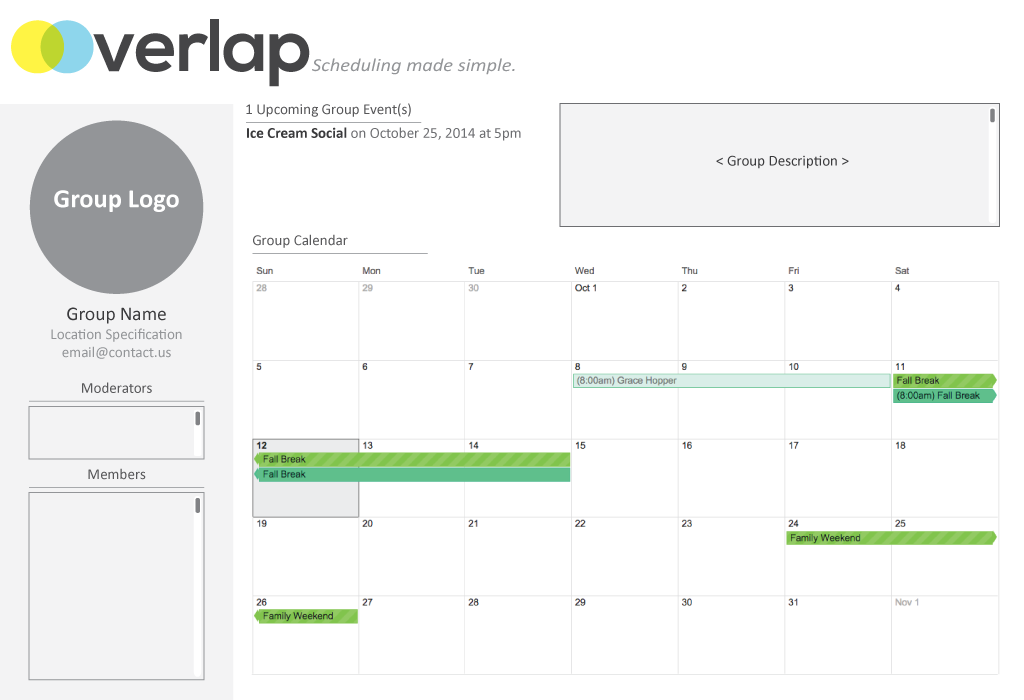 verlap
Scheduling made simple.
Group Logo
Group Name
Location Specification
email@contact.us
Moderators
Members
1 Upcoming Group Event(s)
Ice Cream Social on October 25, 2014 at 5pm
< Group Description >
Group Calendar
Sun Mon Tue Wed Thu Fri Sat
28 29 30 Oct 1 2 3 4
5 6 7 8 9 10 11
(8:00am) Grace Hopper Fall Break
(8:00am) Fall Break
12 13 14 15 16 17 18
Fall Break
Fall Break
19 20 21 22 23 24 25
Family Weekend
26 27 28 29 30 31 Nov 1
Family Weekend